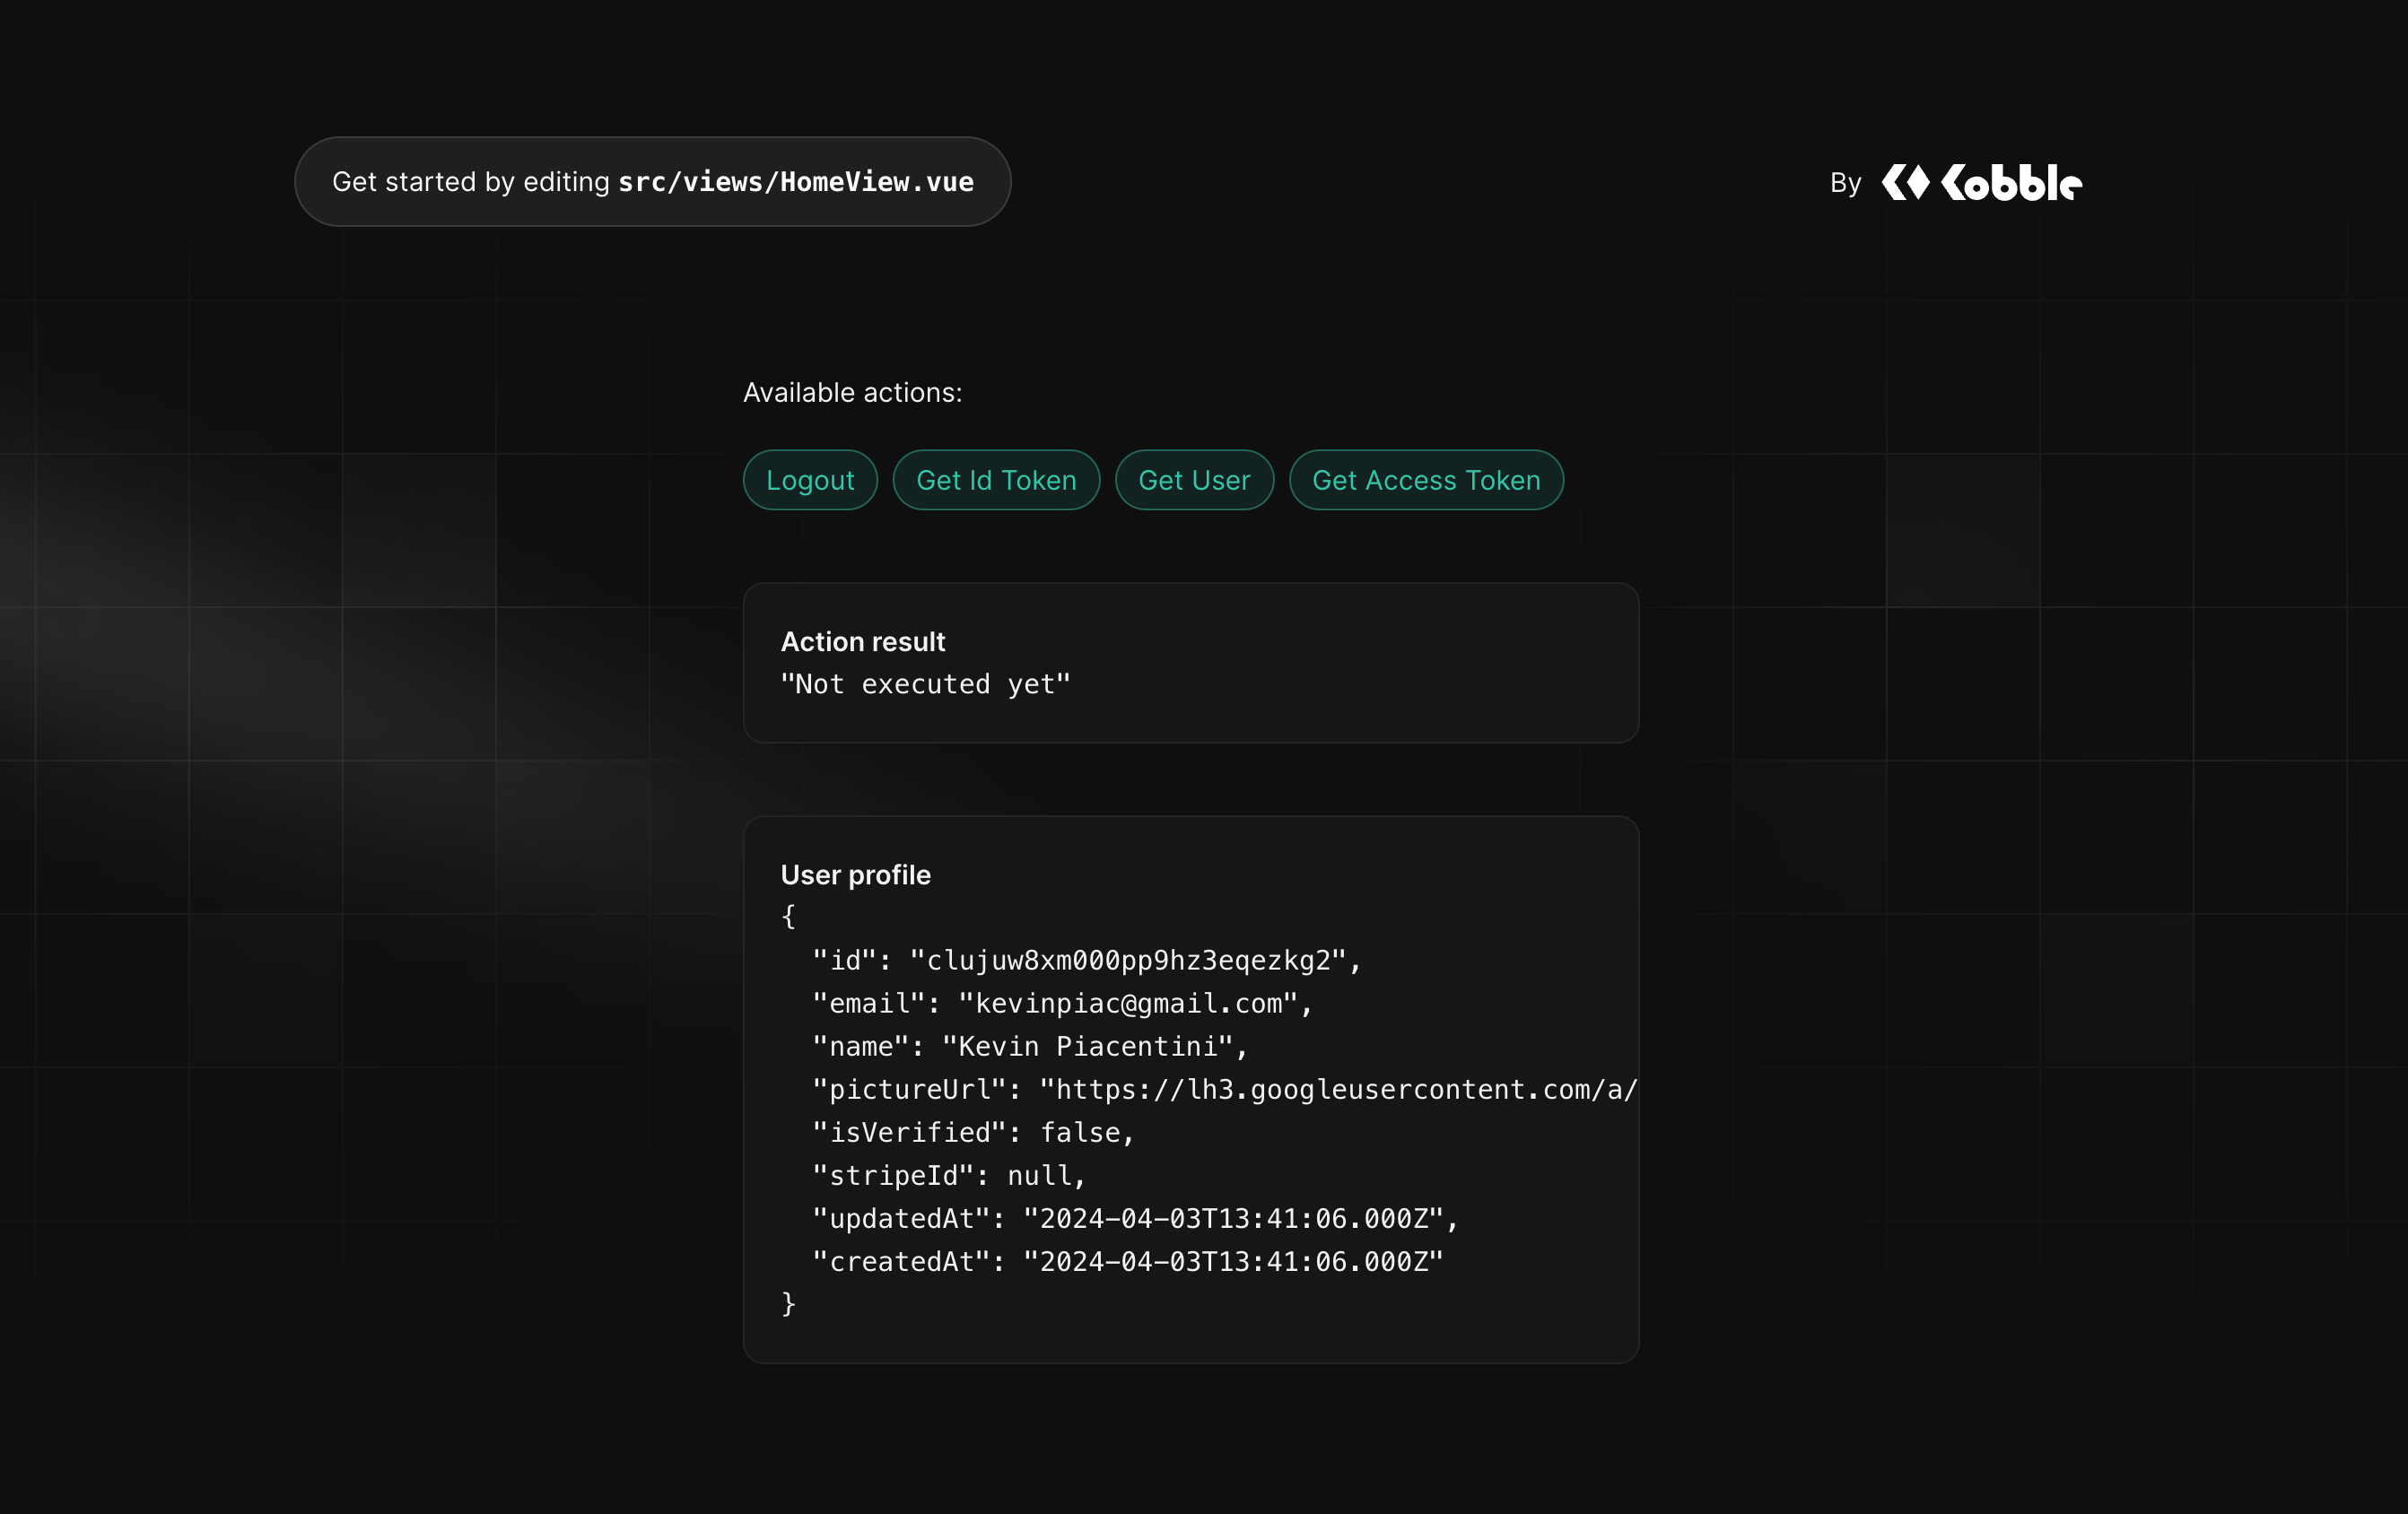 Get started by editing src/views/HomeView.vue
By Kobble
Available actions:
Logout Get Id Token Get User Get Access Token
Action result
"Not executed yet"
User profile
{
"id": "clujuw8xm000pp9hz3eqezkg2",
"email": "kevinpiac@gmail.com",
"name": "Kevin Piacentini",
"pictureUrl": "https://lh3.googleusercontent.com/a/
"isVerified": false,
"stripeId": null,
"updatedAt": "2024-04-03T13:41:06.000Z",
"createdAt": "2024-04-03T13:41:06.000Z"
}